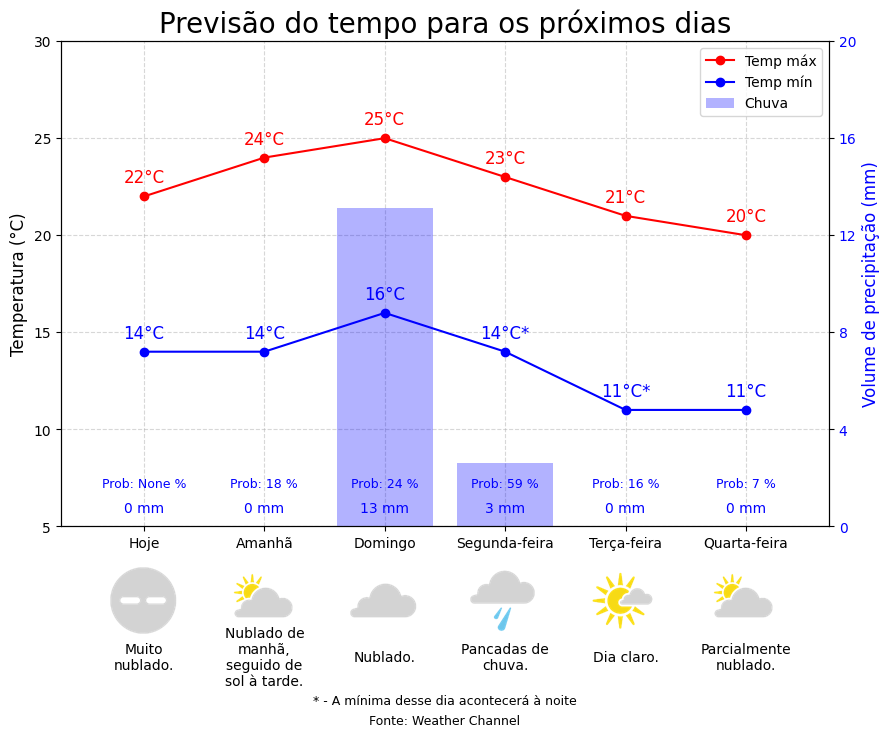 Previsão do tempo para os próximos dias
Temp máx
Temp mín
Chuva
Temperatura (°C)
30
25
20
15
10
5
Volume de precipitação (mm)
20
16
12
8
4
0
22°C
24°C
25°C
23°C
21°C
20°C
14°C
14°C
16°C
14°C*
11°C*
11°C
Prob: None %
Prob: 18 %
Prob: 24 %
Prob: 59 %
Prob: 16 %
Prob: 7 %
0 mm
0 mm
13 mm
3 mm
0 mm
0 mm
Hoje
Amanhã
Domingo
Segunda-feira
Terça-feira
Quarta-feira
Muito
nublado.
Nublado de
manhã,
seguido de
sol à tarde.
Nublado.
Pancadas de
chuva.
Dia claro.
Parcialmente
nublado.
* - A mínima desse dia acontecerá à noite
Fonte: Weather Channel